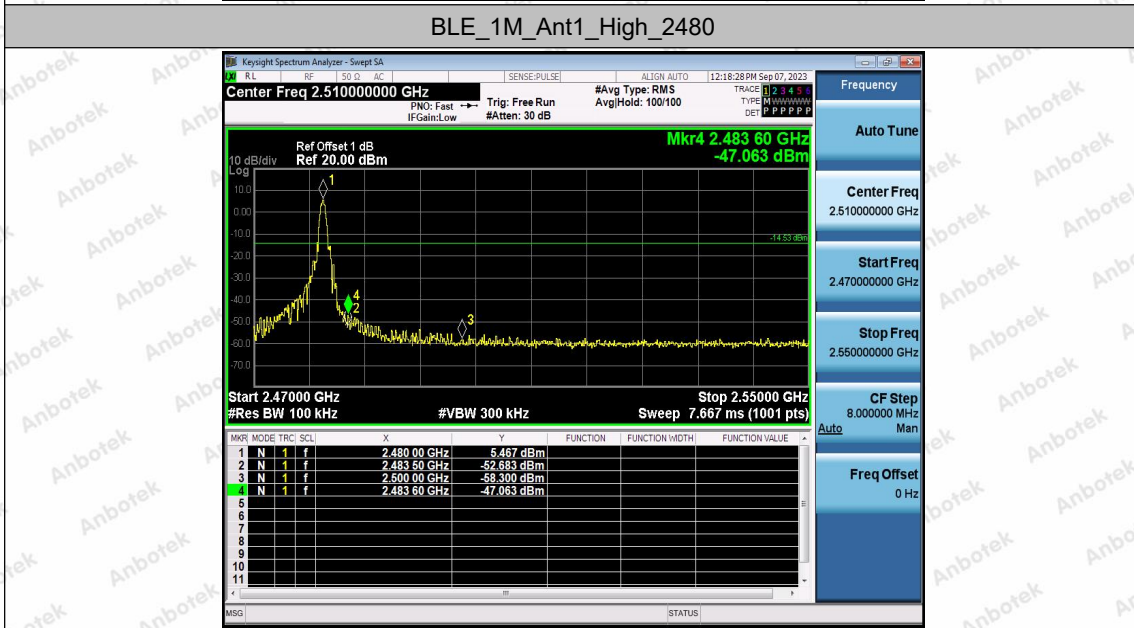 BLE_1M_Ant1_High_2480
Keysight Spectrum Analyzer - Swept SA
LXI RL RF 50 Ω AC SENSE:PULSE ALIGN AUTO 12:18:28 PM Sep 07, 2023
Center Freq 2.510000000 GHz
PNO: Fast
IFGain:Low
Trig: Free Run
#Atten: 30 dB
#Avg Type: RMS
Avg|Hold: 100/100
TRACE 1 2 3 4 5 6
TYPE M W W W W W
DET P P P P P P
Frequency
Auto Tune
Center Freq
2.510000000 GHz
Start Freq
2.470000000 GHz
Stop Freq
2.550000000 GHz
CF Step
8.000000 MHz
Auto Man
Freq Offset
0 Hz
Mkr4 2.483 60 GHz
-47.063 dBm
Ref Offset 1 dB
10 dB/div Ref 20.00 dBm
Log
10.0
0.00
-10.0
-20.0
-30.0
-40.0
-50.0
-60.0
-70.0
-14.53 dBm
1
4
2
3
Start 2.47000 GHz Stop 2.55000 GHz
#Res BW 100 kHz #VBW 300 kHz Sweep 7.667 ms (1001 pts)
MKR MODE TRC SCL X Y FUNCTION FUNCTION WIDTH FUNCTION VALUE
1 N 1 f 2.480 00 GHz 5.467 dBm
2 N 1 f 2.483 50 GHz -52.683 dBm
3 N 1 f 2.500 00 GHz -58.300 dBm
4 N 1 f 2.483 60 GHz -47.063 dBm
5
6
7
8
9
10
11
MSG STATUS
Anbotek